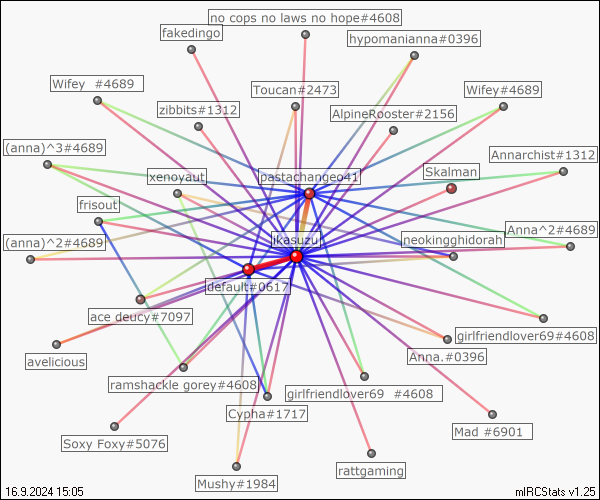 no cops no laws no hope#4608
fakedingo
hypomanianna#0396
Wifey  #4689
Toucan#2473
Wifey#4689
zibbits#1312
AlpineRooster#2156
(anna)^3#4689
Annarchist#1312
xenoyaut
pastachangeo41
Skalman
frisout
Anna^2#4689
(anna)^2#4689
ikasuzu
neokingghidorah
default#0617
ace deucy#7097
girlfriendlover69#4608
avelicious
Anna.#0396
ramshackle gorey#4608
girlfriendlover69  #4608
Cypha#1717
Mad #6901
Soxy Foxy#5076
rattgaming
Mushy#1984
16.9.2024 15:05
mIRCStats v1.25